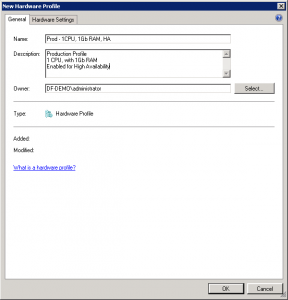 New Hardware Profile
General
Hardware Settings
Name:
Prod - 1CPU, 1Gb RAM, HA
Description:
Production Profile
1 CPU, with 1Gb RAM
Enabled for High Availability
Owner:
DF-DEMO\administrator
Select...
Type:
Hardware Profile
Added:
Modified:
What is a hardware profile?
OK
Cancel